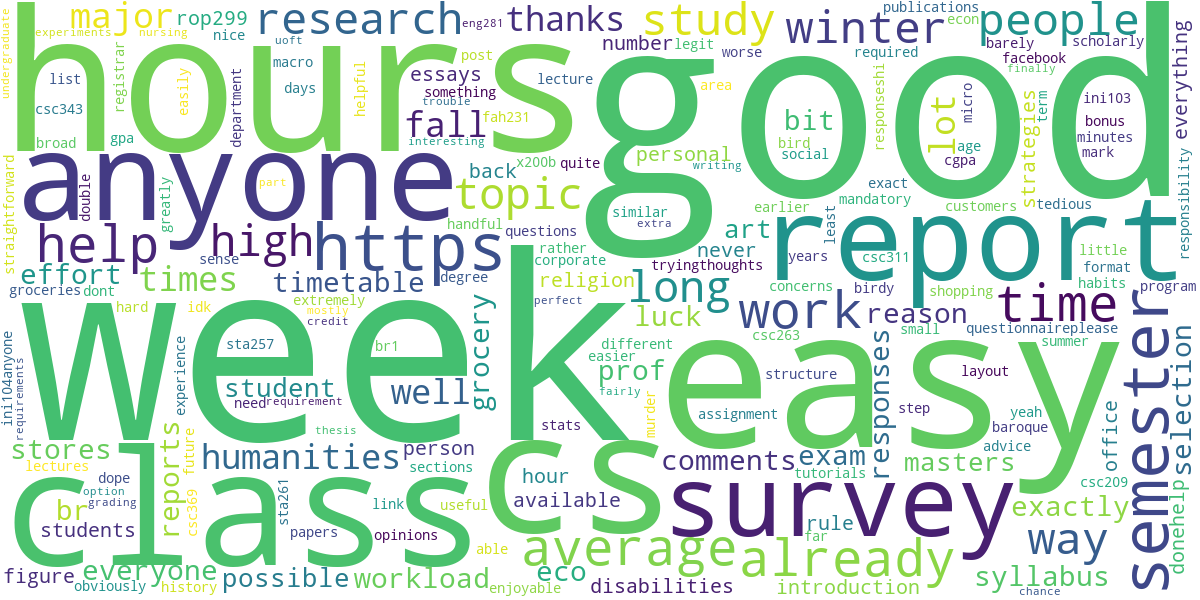 undergraduate
major
rop299
nice
research
eng281
thanks
study
winter
publications
econ
people
experiments
nursing
uoft
hours
good
post
number
legit
worse
required
barely
scholarly
facebook
finally
everything
list
csc343
registrar
easily
department
macro
days
helpful
essays
something
trouble
lecture
fall
fah231
interesting
area
bit
bird
social
responseshi
lot
micro
age
cgpa
term
strategies
ini103
bonus
minutes
mark
broad
gpa
straightforward
anyone
double
greatly
part
back
x200b
quite
personal
writing
exact
mandatory
earlier
customers
tedious
responsibility
topic
handful
questions
similar
extra
art
never
least
report
help
high
https
sense
rather
corporate
tryingthoughts
years
concerns
csc311
little
format
habits
program
effort
groceries
dont
times
timetable
degree
religion
long
birdy
shopping
time
semester
hard
idk
extremely
mostly
credit
perfect
luck
work
reason
small
questionnaireplease
summer
week
easy
ini104anyone
requirements
experience
sta257
br1
grocery
different
easier
prof
fairly
csc263
structure
responses
layout
selection
student
need
requirement
well
stats
murder
assignment
step
yeah
baroque
advice
office
stores
lectures
reports
future
humanities
thesis
person
sections
class
cs
hour
available
comments
exam
tutorials
masters
csc209
donehelp
dope
option
grading
br
students
csc369
sta261
papers
link
opinions
useful
able
survey
rule
far
exactly
way
figure
everyone
obviously
history
possible
workload
enjoyable
average
eco
disabilities
already
introduction
syllabus
chance